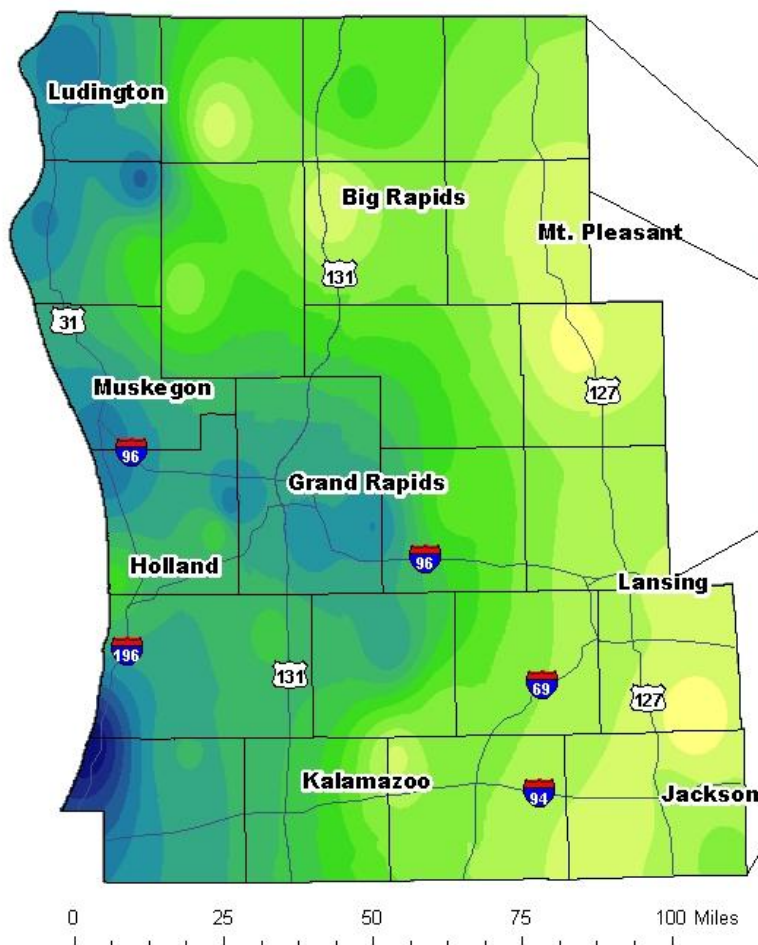 Ludington
Big Rapids
Mt. Pleasant
131
31
Muskegon
127
96
Grand Rapids
Holland
96
Lansing
196
131
69
127
Kalamazoo
94
Jackson
0 25 50 75 100 Miles